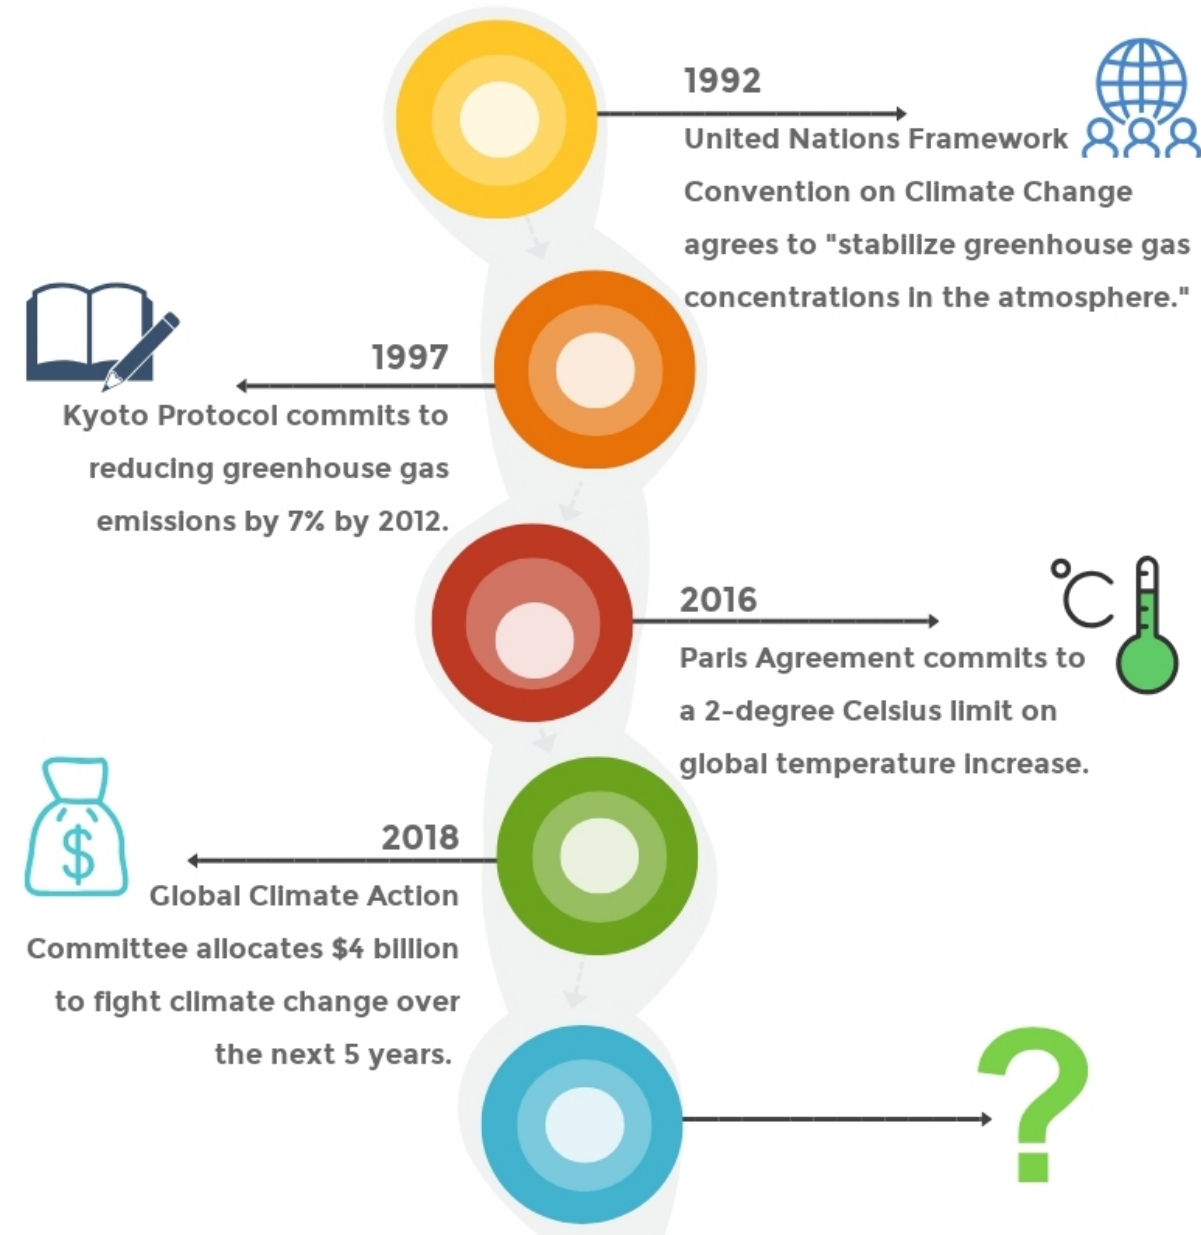 1992
United Nations Framework
Convention on Climate Change
agrees to "stabilize greenhouse gas
concentrations in the atmosphere."
1997
Kyoto Protocol commits to
reducing greenhouse gas
emissions by 7% by 2012.
2016
°C
Paris Agreement commits to
a 2-degree Celsius limit on
global temperature increase.
$
2018
Global Climate Action
Committee allocates $4 billion
to fight climate change over
the next 5 years.
?